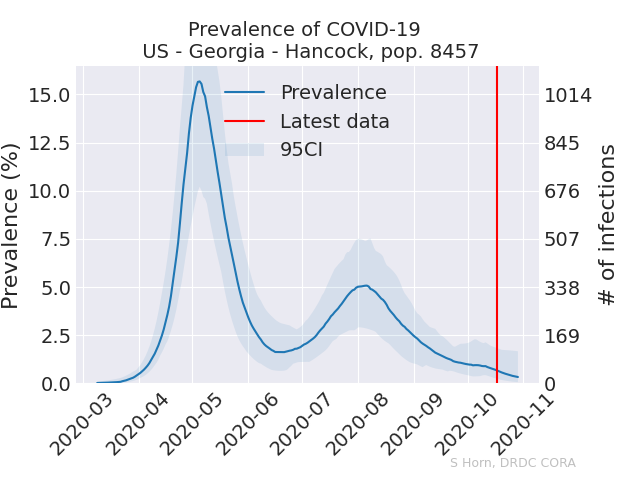 Prevalence of COVID-19
US - Georgia - Hancock, pop. 8457
Prevalence
Latest data
95CI
Prevalence (%)
15.0
12.5
10.0
7.5
5.0
2.5
0.0
1014
845
676
507
338
169
0
# of infections
2020-03
2020-04
2020-05
2020-06
2020-07
2020-08
2020-09
2020-10
2020-11
S Horn, DRDC CORA